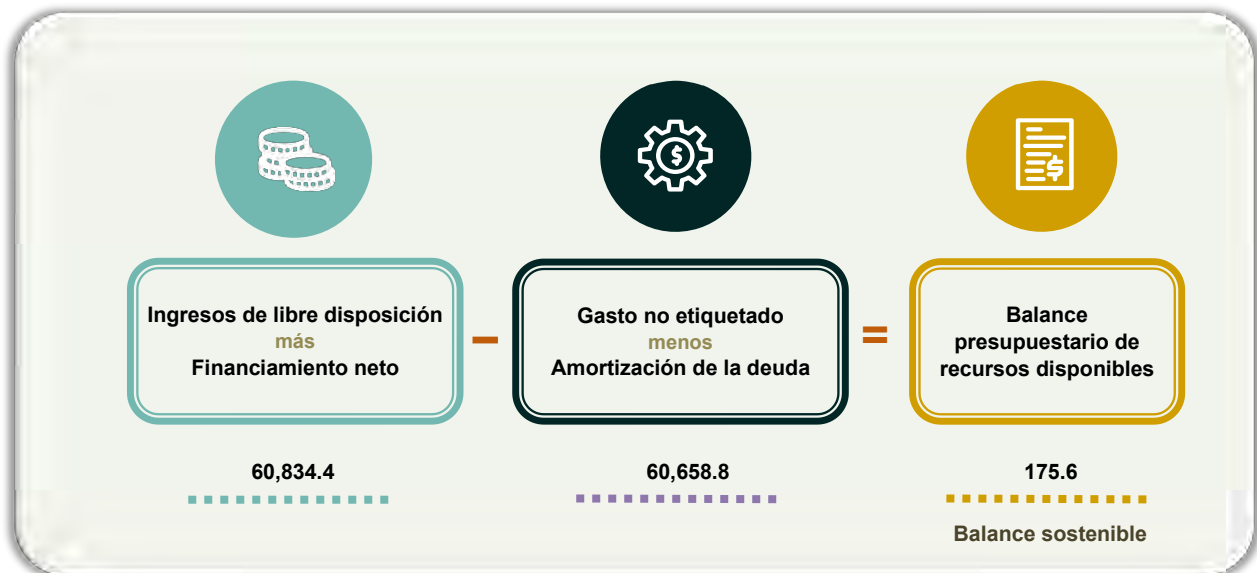 Ingresos de libre disposición
más
Financiamiento neto
–
Gasto no etiquetado
menos
Amortización de la deuda
=
Balance
presupuestario de
recursos disponibles
60,834.4
60,658.8
175.6
Balance sostenible